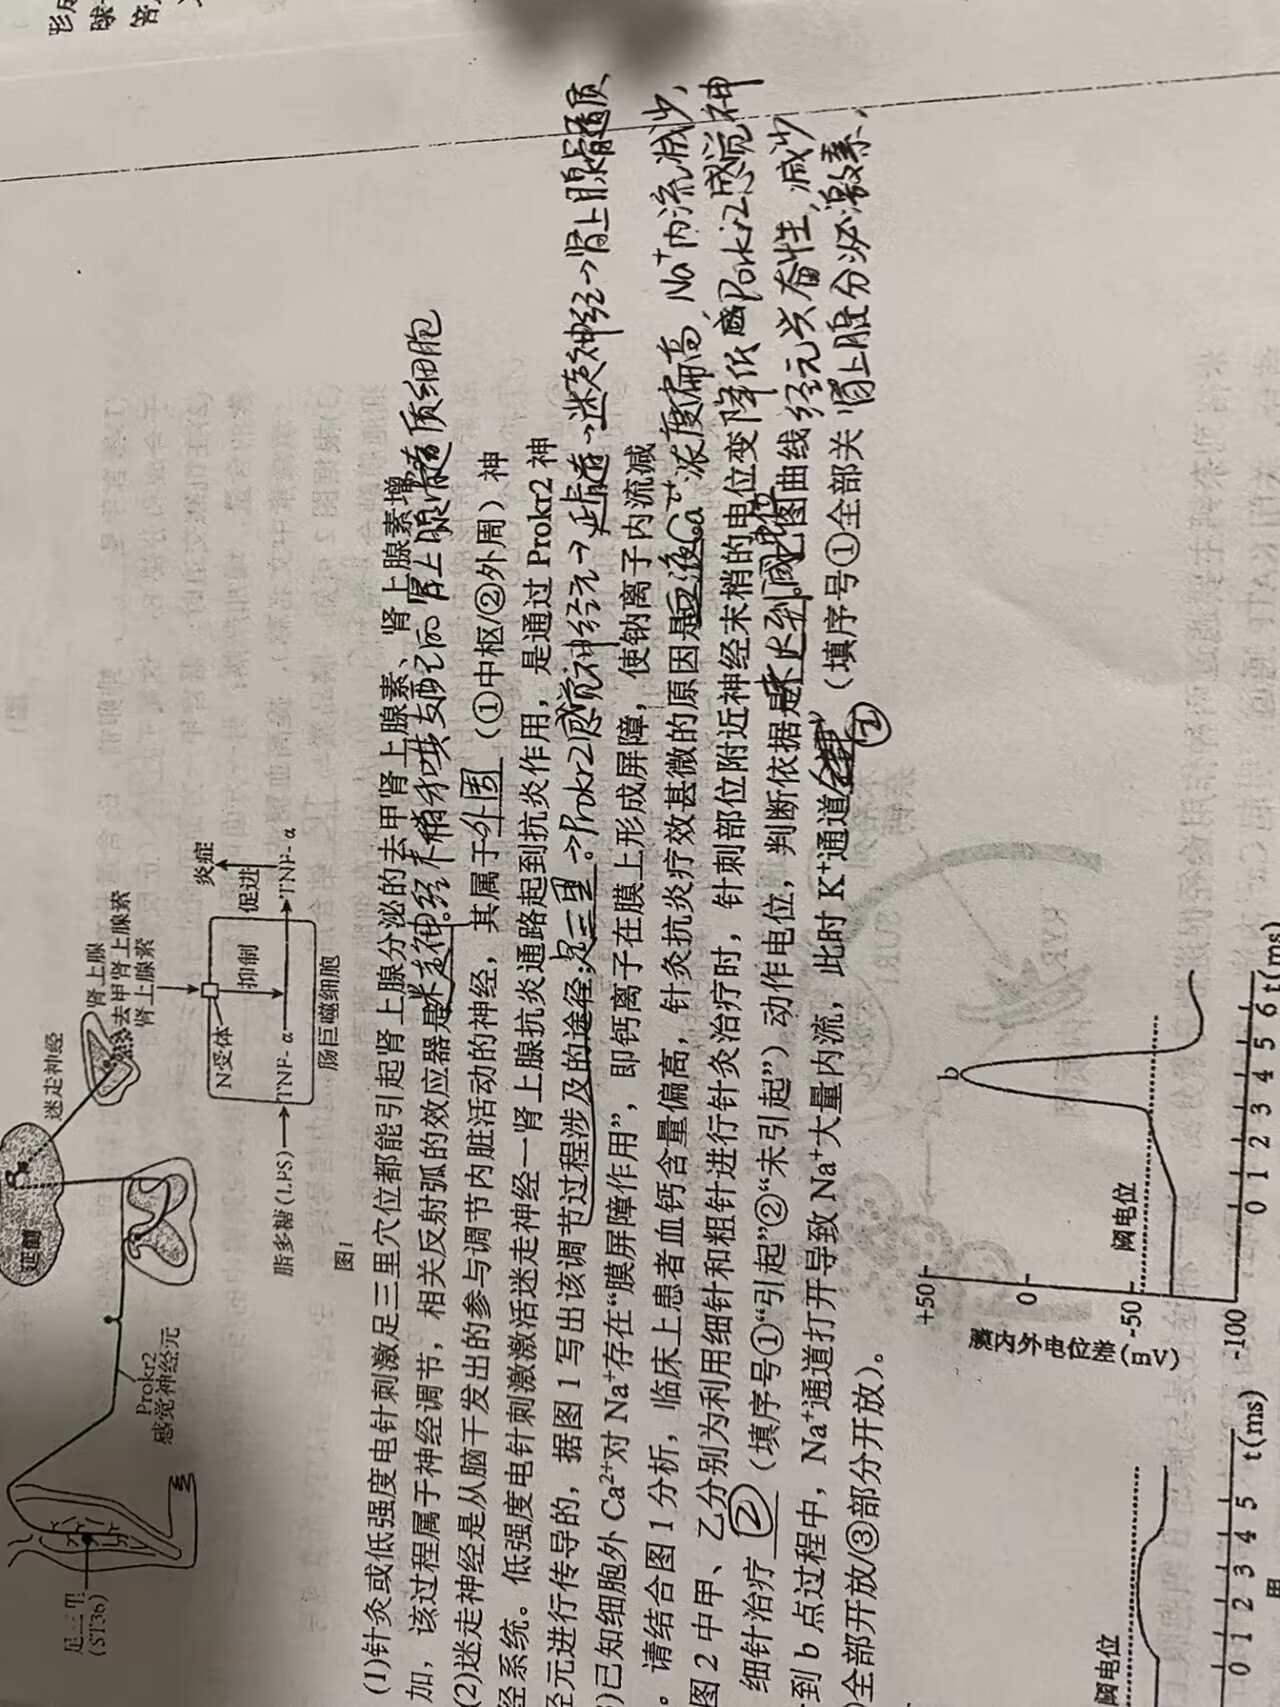 形成
足三里
(ST36)
Prokr2
感觉神经元
延髓
迷走神经
肾上腺
去甲肾上腺素
肾上腺素
N受体
抑制
促进
炎症
脂多糖(LPS)
TNF-α
TNF-α
肠巨噬细胞
图1
(1)针灸或低强度电针刺激足三里穴位都能引起肾上腺分泌的去甲肾上腺素、肾上腺素增
加，该过程属于神经调节，相关反射弧的效应器是迷走神经末梢和其支配的肾上腺髓质细胞
(2)迷走神经是从脑干发出的参与调节内脏活动的神经，其属于外周（①中枢/②外周）神
经系统。低强度电针刺激激活迷走神经—肾上腺抗炎通路起到抗炎作用，是通过 Prokr2 神
经元进行传导的，据图 1 写出该调节过程涉及的途径：足三里→Prokr2感觉神经元→延髓→迷走神经→肾上腺髓质
)已知细胞外 Ca²⁺对 Na⁺存在“膜屏障作用”，即钙离子在膜上形成屏障，使钠离子内流减
。请结合图 1 分析，临床上患者血钙含量偏高，针灸抗炎疗效甚微的原因是血液Ca²⁺浓度偏高，Na⁺内流减少，
图 2 中甲、乙分别为利用细针和粗针进行针灸治疗时，针刺部位附近神经末梢的电位变 降低 Porki2感觉神
细针治疗②（填序号①“引起”②“未引起”）动作电位，判断依据是未达到阈电位 图曲线 经元兴奋性，减少
到 b 点过程中，Na⁺通道打开导致 Na⁺大量内流，此时 K⁺通道②（填序号①全部关 肾上腺分泌激素，
)全部开放/③部分开放）。
阈电位
0 1 2 3 4 5 t(ms)
甲
膜内外电位差(mV)
+50
0
-50
-100
阈电位
b
0 1 2 3 4 5 6 t(ms)